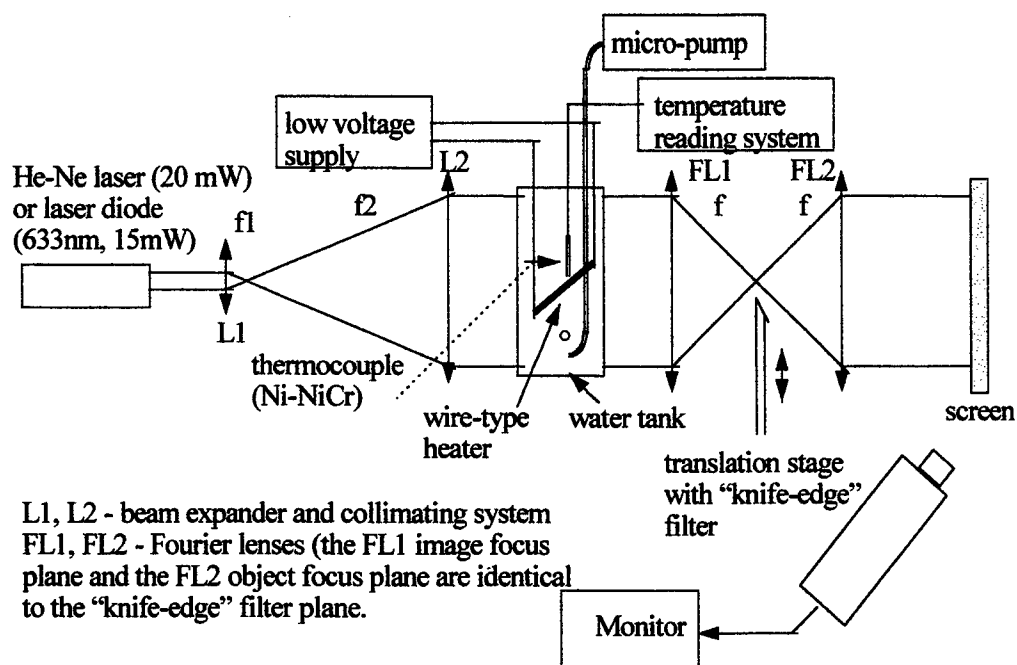 micro-pump
low voltage
supply
temperature
reading system
L2
FL1
FL2
He-Ne laser (20 mW)
or laser diode
(633nm, 15mW)
f1
f2
f
f
L1
thermocouple
(Ni-NiCr)
wire-type
heater
water tank
screen
translation stage
with “knife-edge”
filter
L1, L2 - beam expander and collimating system
FL1, FL2 - Fourier lenses (the FL1 image focus
plane and the FL2 object focus plane are identical
to the “knife-edge” filter plane.
Monitor